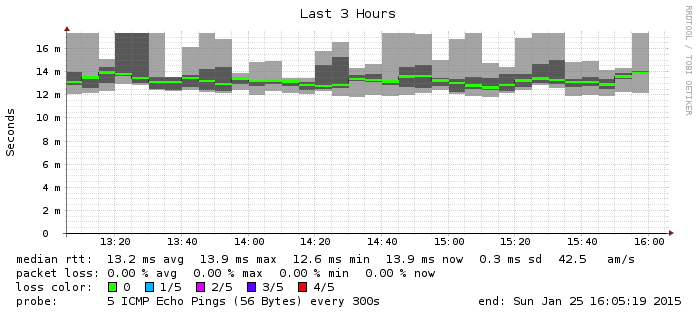 Last 3 Hours
RRDTOOL / TOBI OETIKER
Seconds
16 m
14 m
12 m
10 m
8 m
6 m
4 m
2 m
0
13:20 13:40 14:00 14:20 14:40 15:00 15:20 15:40 16:00
median rtt: 13.2 ms avg 13.9 ms max 12.6 ms min 13.9 ms now 0.3 ms sd 42.5 am/s
packet loss: 0.00 % avg 0.00 % max 0.00 % min 0.00 % now
loss color: 0 1/5 2/5 3/5 4/5
probe: 5 ICMP Echo Pings (56 Bytes) every 300s end: Sun Jan 25 16:05:19 2015